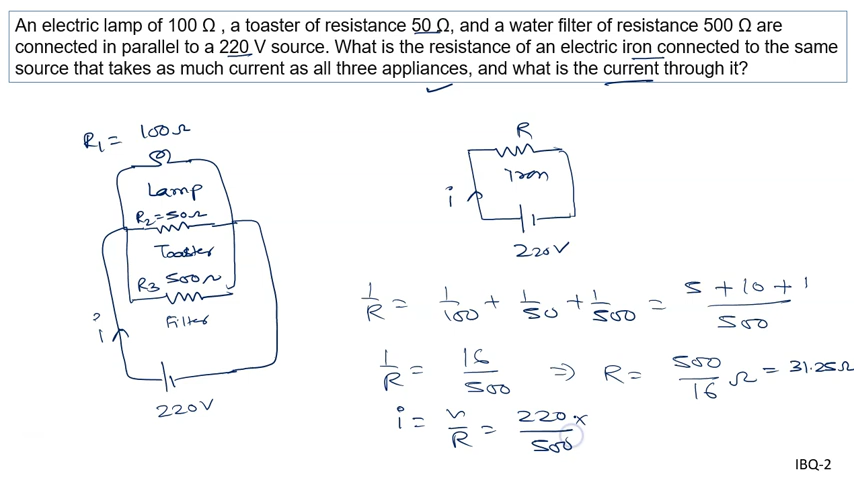 An electric lamp of 100 Ω , a toaster of resistance 50 Ω, and a water filter of resistance 500 Ω are
connected in parallel to a 220 V source. What is the resistance of an electric iron connected to the same
source that takes as much current as all three appliances, and what is the current through it?
R₁ = 100Ω
Lamp
R₂=50Ω
Toaster
R₃ 500Ω
Filter
i
220V
R
Iron
i
220V
1/R = 1/100 + 1/50 + 1/500 = (5 + 10 + 1)/500
1/R = 16/500 ⇒ R = 500/16 Ω = 31.25Ω
i = V/R = 220 ×/500
IBQ-2